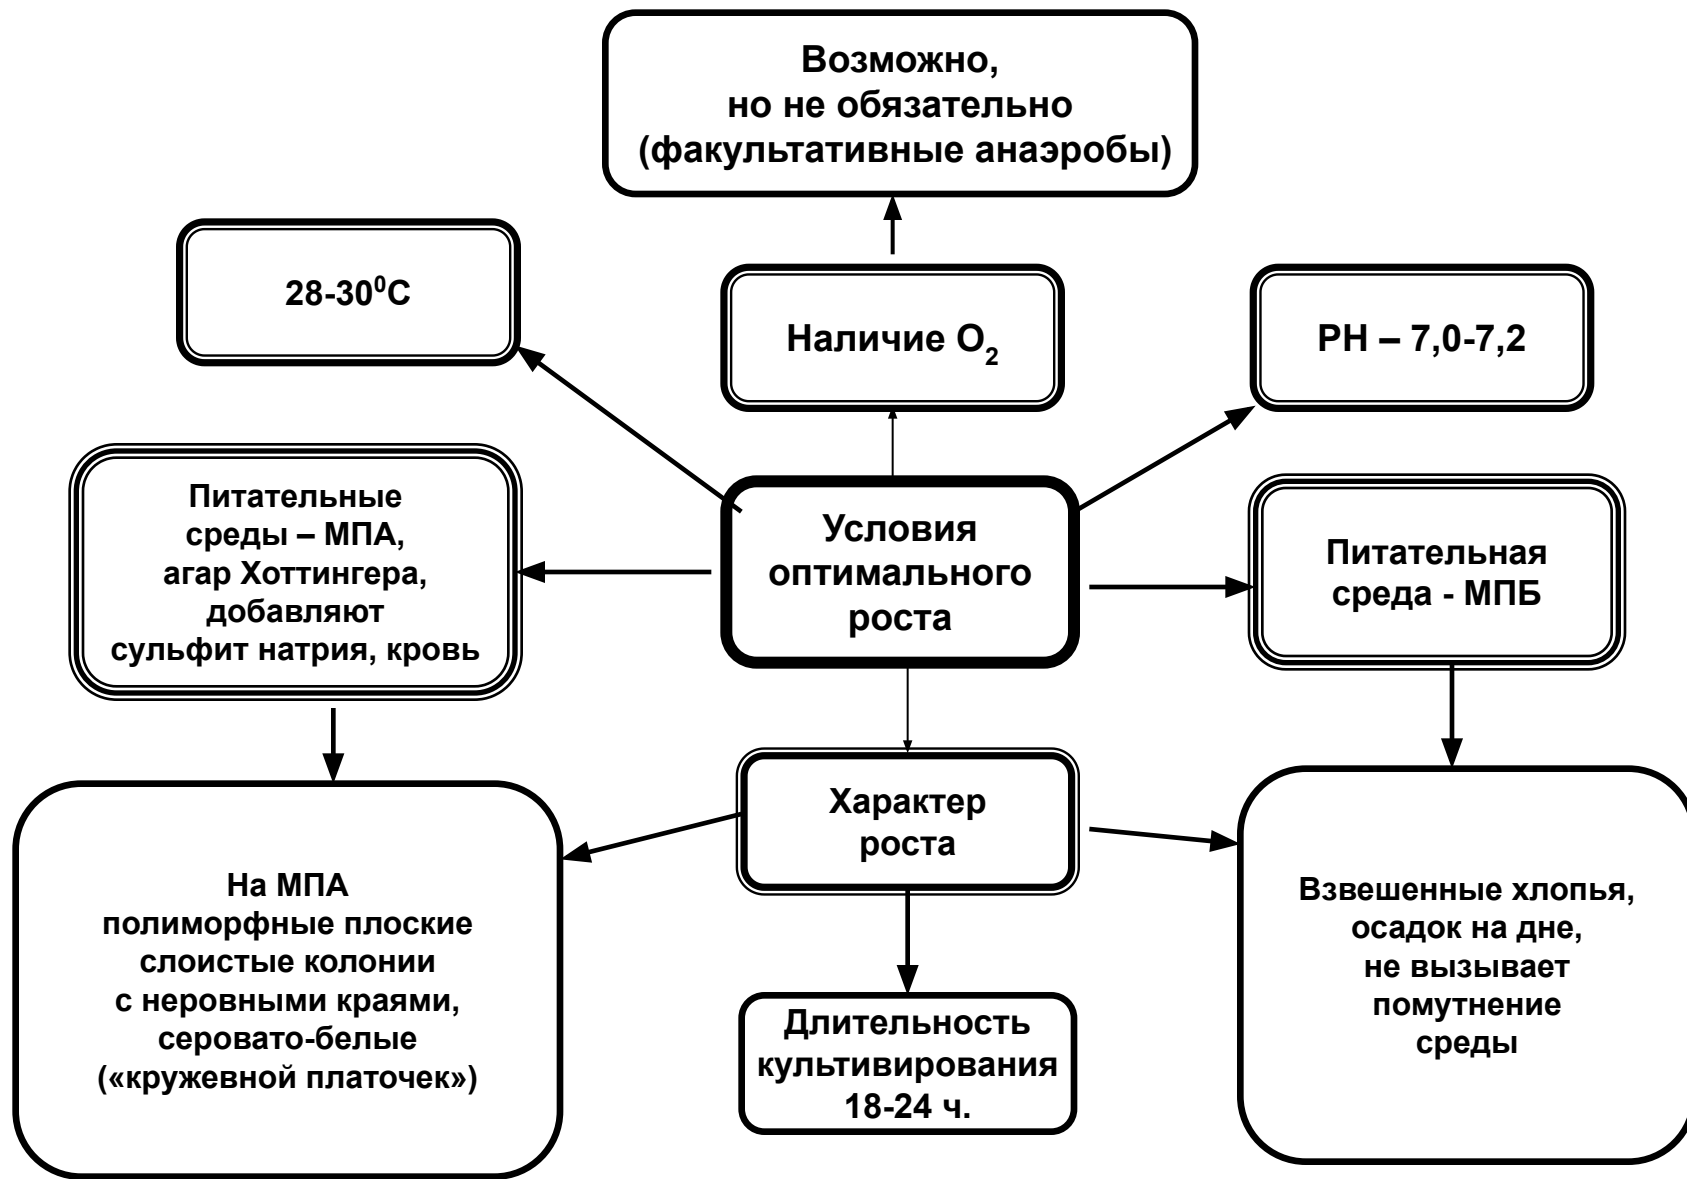 Возможно,
но не обязательно
(факультативные анаэробы)
28-30⁰С
Наличие О₂
РН – 7,0-7,2
Питательные
среды – МПА,
агар Хоттингера,
добавляют
сульфит натрия, кровь
Условия
оптимального
роста
Питательная
среда - МПБ
Характер
роста
На МПА
полиморфные плоские
слоистые колонии
с неровными краями,
серовато-белые
(«кружевной платочек»)
Длительность
культивирования
18-24 ч.
Взвешенные хлопья,
осадок на дне,
не вызывает
помутнение
среды